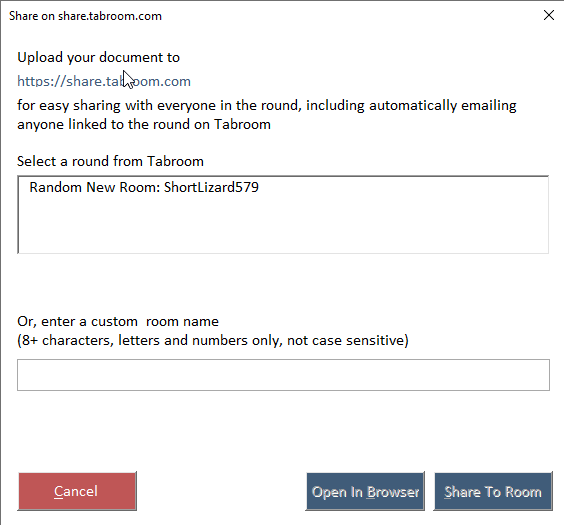 Share on share.tabroom.com
Upload your document to
https://share.tabroom.com
for easy sharing with everyone in the round, including automatically emailing
anyone linked to the round on Tabroom
Select a round from Tabroom
Random New Room: ShortLizard579
Or, enter a custom  room name
(8+ characters, letters and numbers only, not case sensitive)
Cancel
Open In Browser
Share To Room